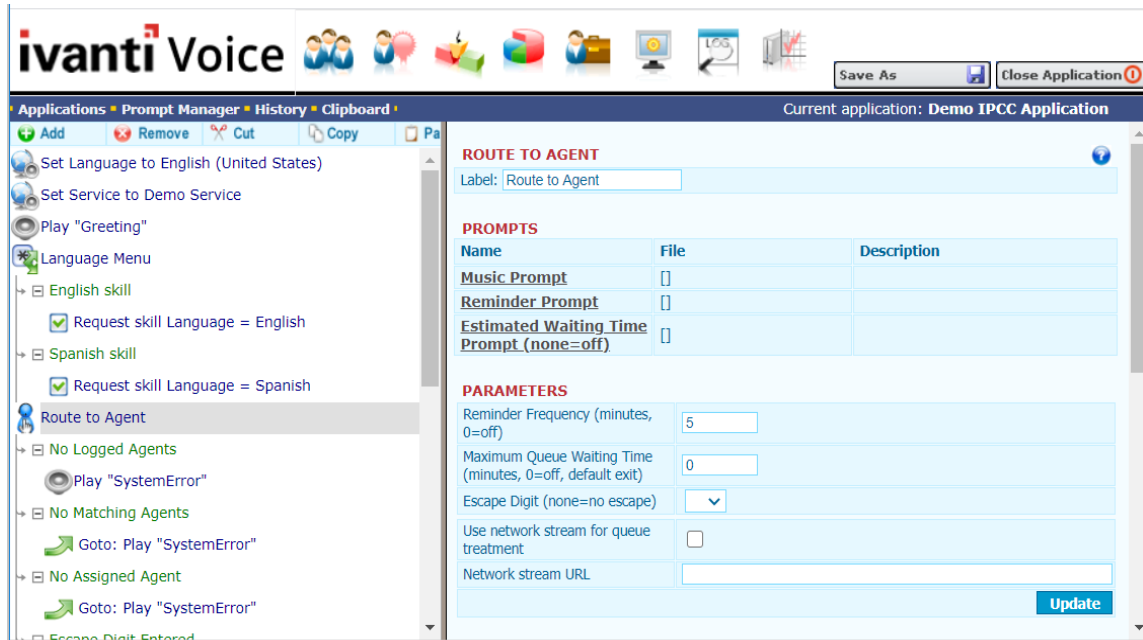 ivanti Voice
LOG
Save As
Close Application
Applications Prompt Manager History Clipboard
Current application: Demo IPCC Application
Add Remove Cut Copy Pa
Set Language to English (United States)
Set Service to Demo Service
Play "Greeting"
Language Menu
English skill
Request skill Language = English
Spanish skill
Request skill Language = Spanish
Route to Agent
No Logged Agents
Play "SystemError"
No Matching Agents
Goto: Play "SystemError"
No Assigned Agent
Goto: Play "SystemError"
Escape Digit Entered
ROUTE TO AGENT
Label: Route to Agent
PROMPTS
Name File Description
Music Prompt []
Reminder Prompt []
Estimated Waiting Time
Prompt (none=off) []
PARAMETERS
Reminder Frequency (minutes,
0=off) 5
Maximum Queue Waiting Time
(minutes, 0=off, default exit) 0
Escape Digit (none=no escape)
Use network stream for queue
treatment
Network stream URL
Update